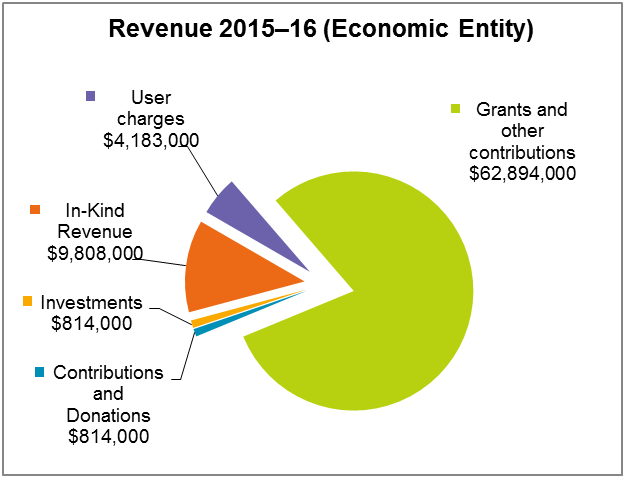 Revenue 2015–16 (Economic Entity)
User
charges
$4,183,000
Grants and
other
contributions
$62,894,000
In-Kind
Revenue
$9,808,000
Investments
$814,000
Contributions
and
Donations
$814,000